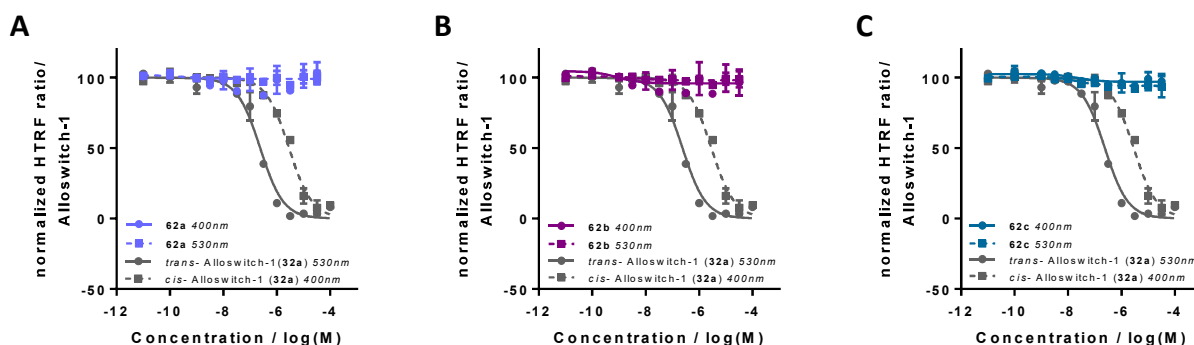 A
normalized HTRF ratio/
Alloswitch-1
100
50
0
-50
62a 400nm
62a 530nm
trans- Alloswitch-1 (32a) 530nm
cis- Alloswitch-1 (32a) 400nm
-12 -10 -8 -6 -4
Concentration / log(M)
B
normalized HTRF ratio/
Alloswitch-1
100
50
0
-50
62b 400nm
62b 530nm
trans- Alloswitch-1 (32a) 530nm
cis- Alloswitch-1 (32a) 400nm
-12 -10 -8 -6 -4
Concentration / log(M)
C
normalized HTRF ratio/
Alloswitch-1
100
50
0
-50
62c 400nm
62c 530nm
trans- Alloswitch-1 (32a) 530nm
cis- Alloswitch-1 (32a) 400nm
-12 -10 -8 -6 -4
Concentration / log(M)